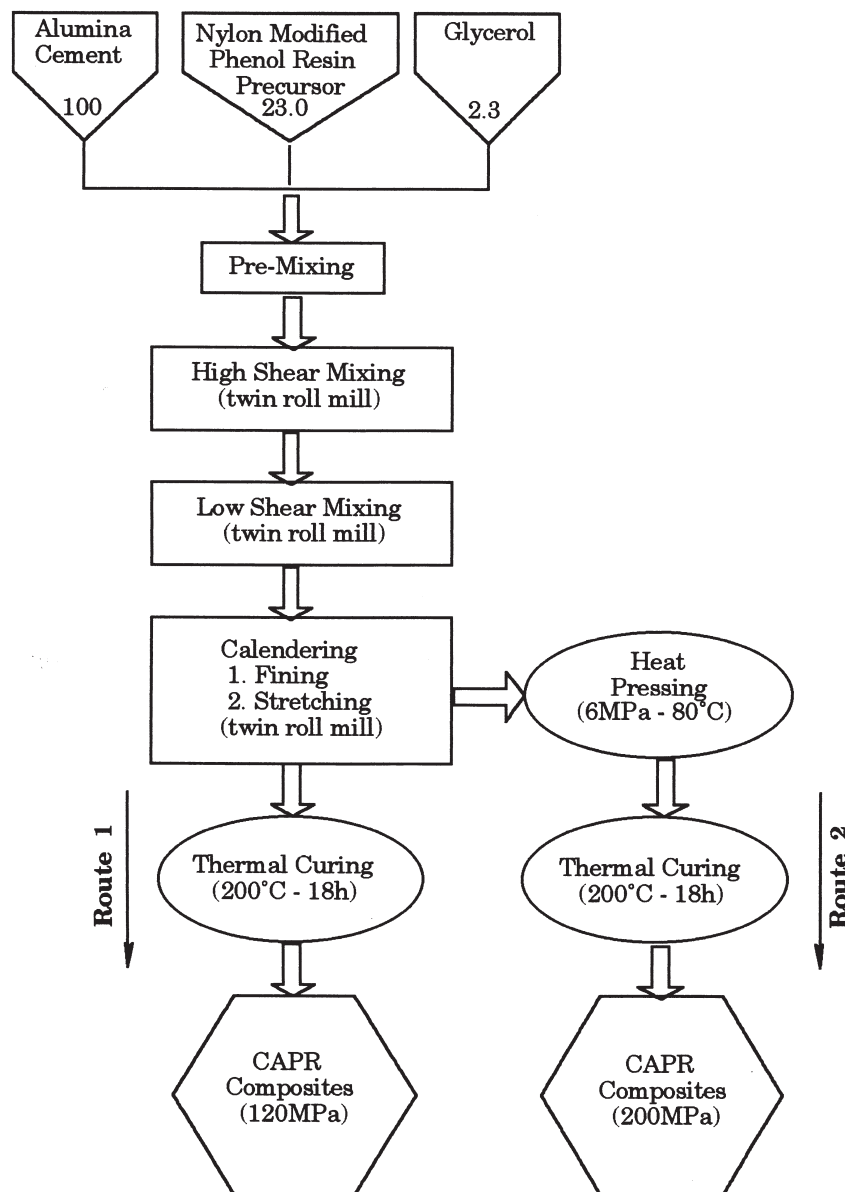 Alumina
Cement
100
Nylon Modified
Phenol Resin
Precursor
23.0
Glycerol
2.3
Pre-Mixing
High Shear Mixing
(twin roll mill)
Low Shear Mixing
(twin roll mill)
Calendering
1. Fining
2. Stretching
(twin roll mill)
Heat
Pressing
(6MPa - 80°C)
Route 1
Thermal Curing
(200°C - 18h)
Thermal Curing
(200°C - 18h)
Route 2
CAPR
Composites
(120MPa)
CAPR
Composites
(200MPa)